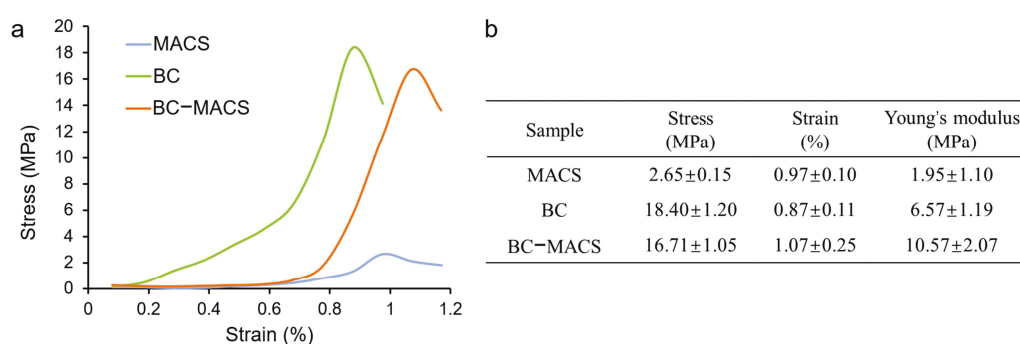 a
20
18
16
14
12
10
8
6
4
2
0
Stress (MPa)
MACS
BC
BC−MACS
0 0.2 0.4 0.6 0.8 1 1.2
Strain (%)
b
Sample Stress (MPa) Strain (%) Young's modulus (MPa)
MACS 2.65±0.15 0.97±0.10 1.95±1.10
BC 18.40±1.20 0.87±0.11 6.57±1.19
BC−MACS 16.71±1.05 1.07±0.25 10.57±2.07